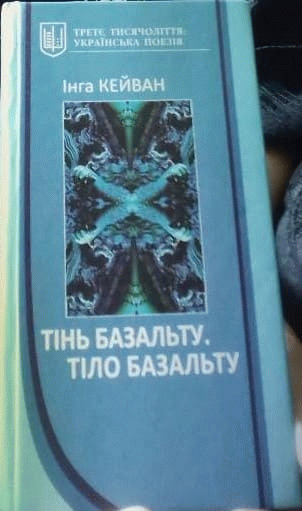 ТРЕТЄ ТИСЯЧОЛІТТЯ:
УКРАЇНСЬКА ПОЕЗІЯ
Інга КЕЙВАН
ТІНЬ БАЗАЛЬТУ.
ТІЛО БАЗАЛЬТУ